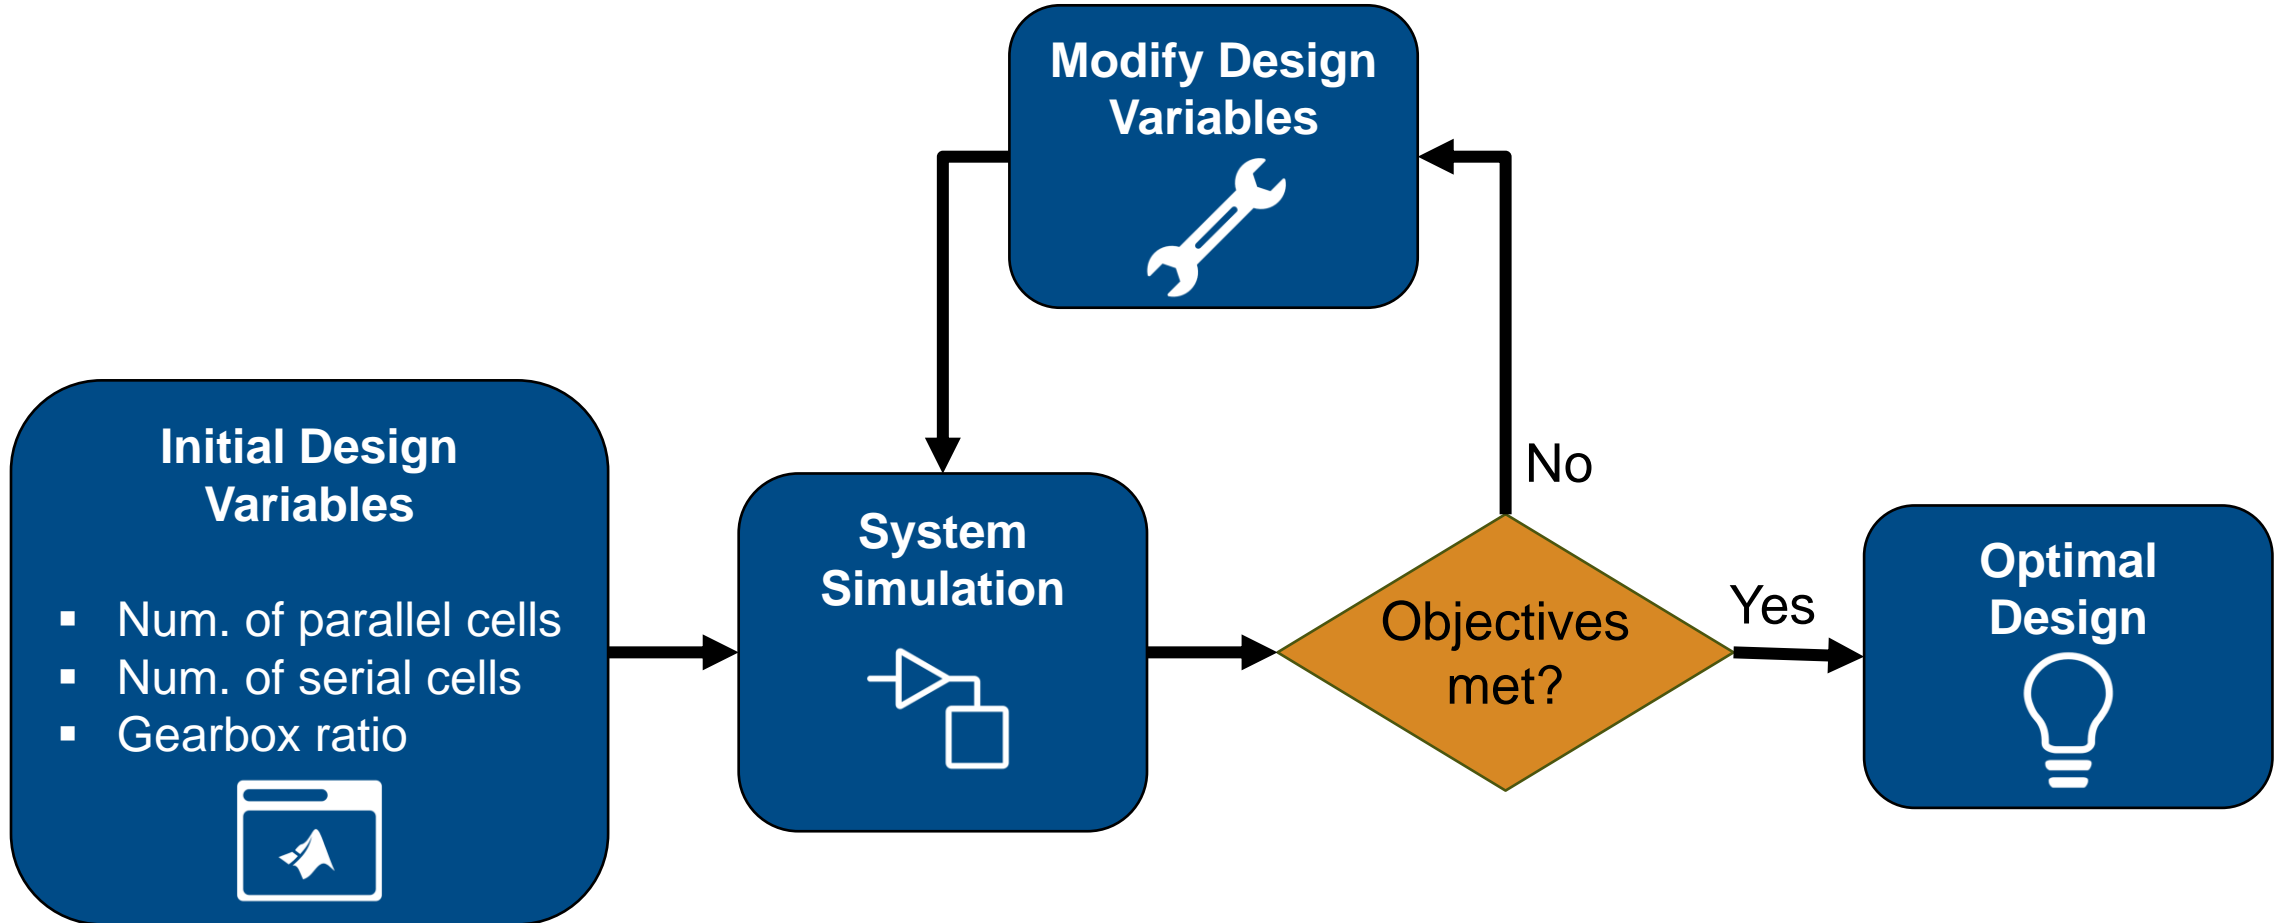 Modify Design
Variables
Initial Design
Variables
▪ Num. of parallel cells
▪ Num. of serial cells
▪ Gearbox ratio
System
Simulation
Objectives
met?
No
Yes
Optimal
Design